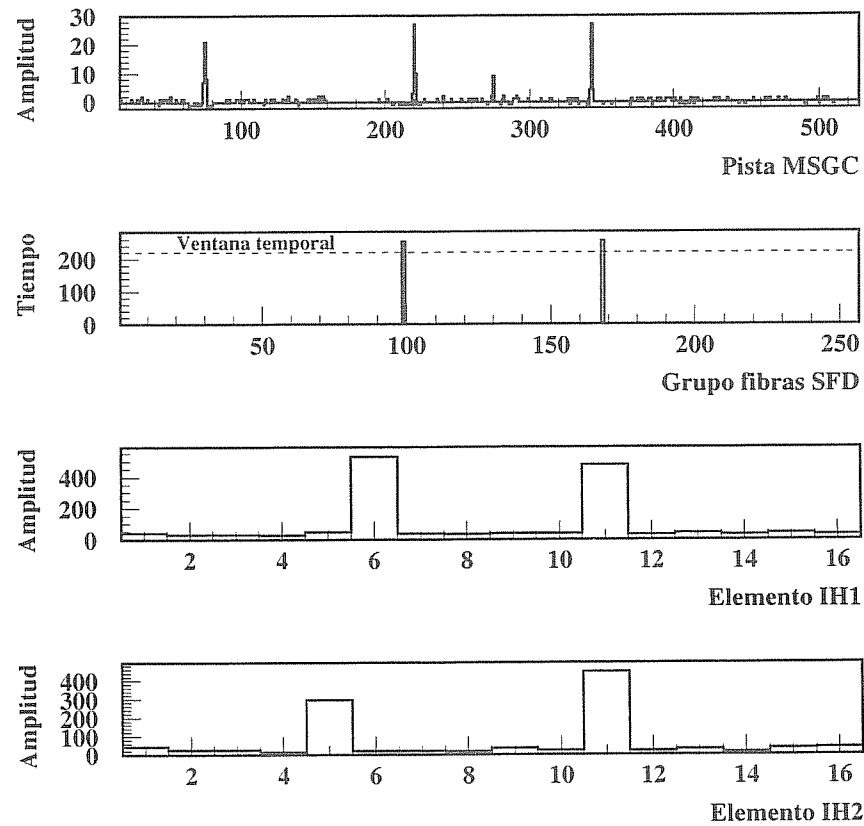 Amplitud
30
20
10
0
100 200 300 400 500
Pista MSGC
Tiempo
200
100
0
Ventana temporal
50 100 150 200 250
Grupo fibras SFD
Amplitud
400
200
0
2 4 6 8 10 12 14 16
Elemento IH1
Amplitud
400
300
200
100
0
2 4 6 8 10 12 14 16
Elemento IH2